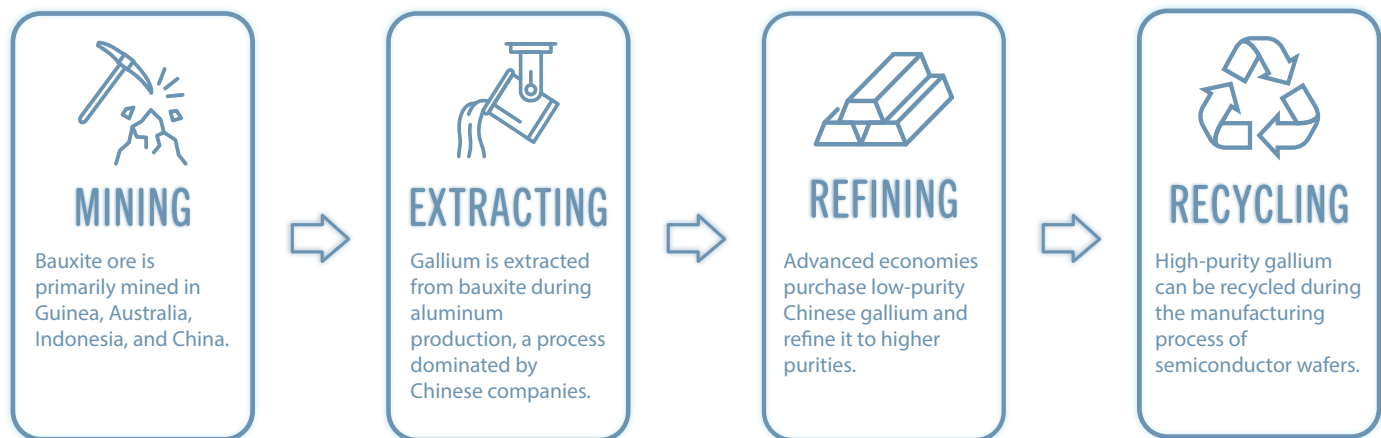 MINING
Bauxite ore is
primarily mined in
Guinea, Australia,
Indonesia, and China.
EXTRACTING
Gallium is extracted
from bauxite during
aluminum
production, a process
dominated by
Chinese companies.
REFINING
Advanced economies
purchase low-purity
Chinese gallium and
refine it to higher
purities.
RECYCLING
High-purity gallium
can be recycled during
the manufacturing
process of
semiconductor wafers.